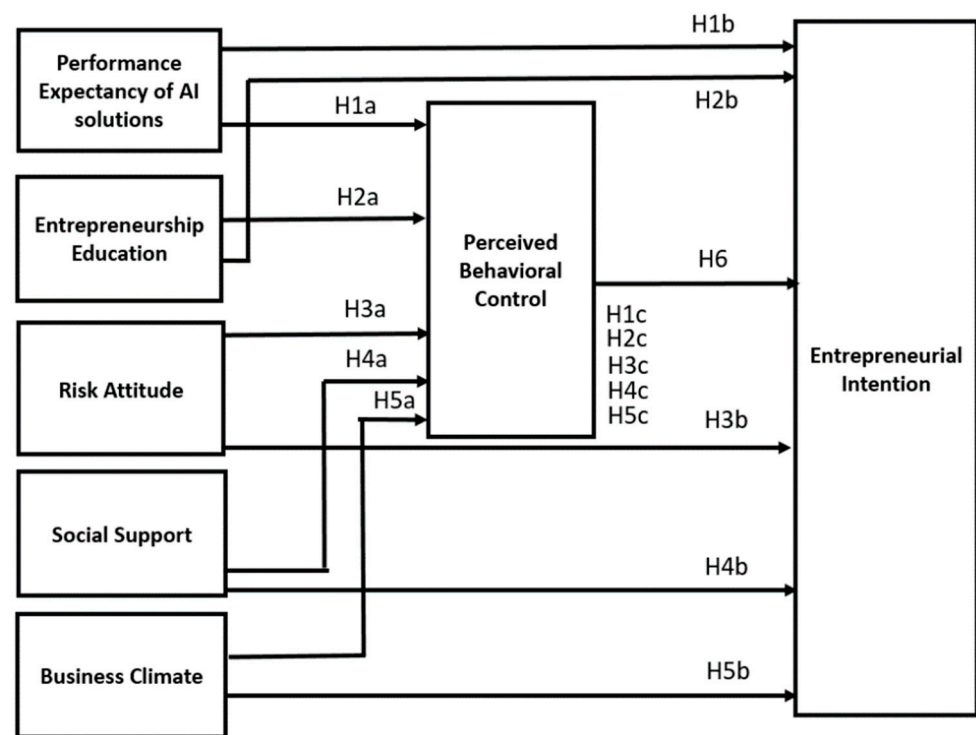 Performance
Expectancy of AI
solutions
Entrepreneurship
Education
Risk Attitude
Social Support
Business Climate
H1a
H2a
H3a
H4a
H5a
Perceived
Behavioral
Control
H1b
H2b
H6
H1c
H2c
H3c
H4c
H5c
H3b
H4b
H5b
Entrepreneurial
Intention